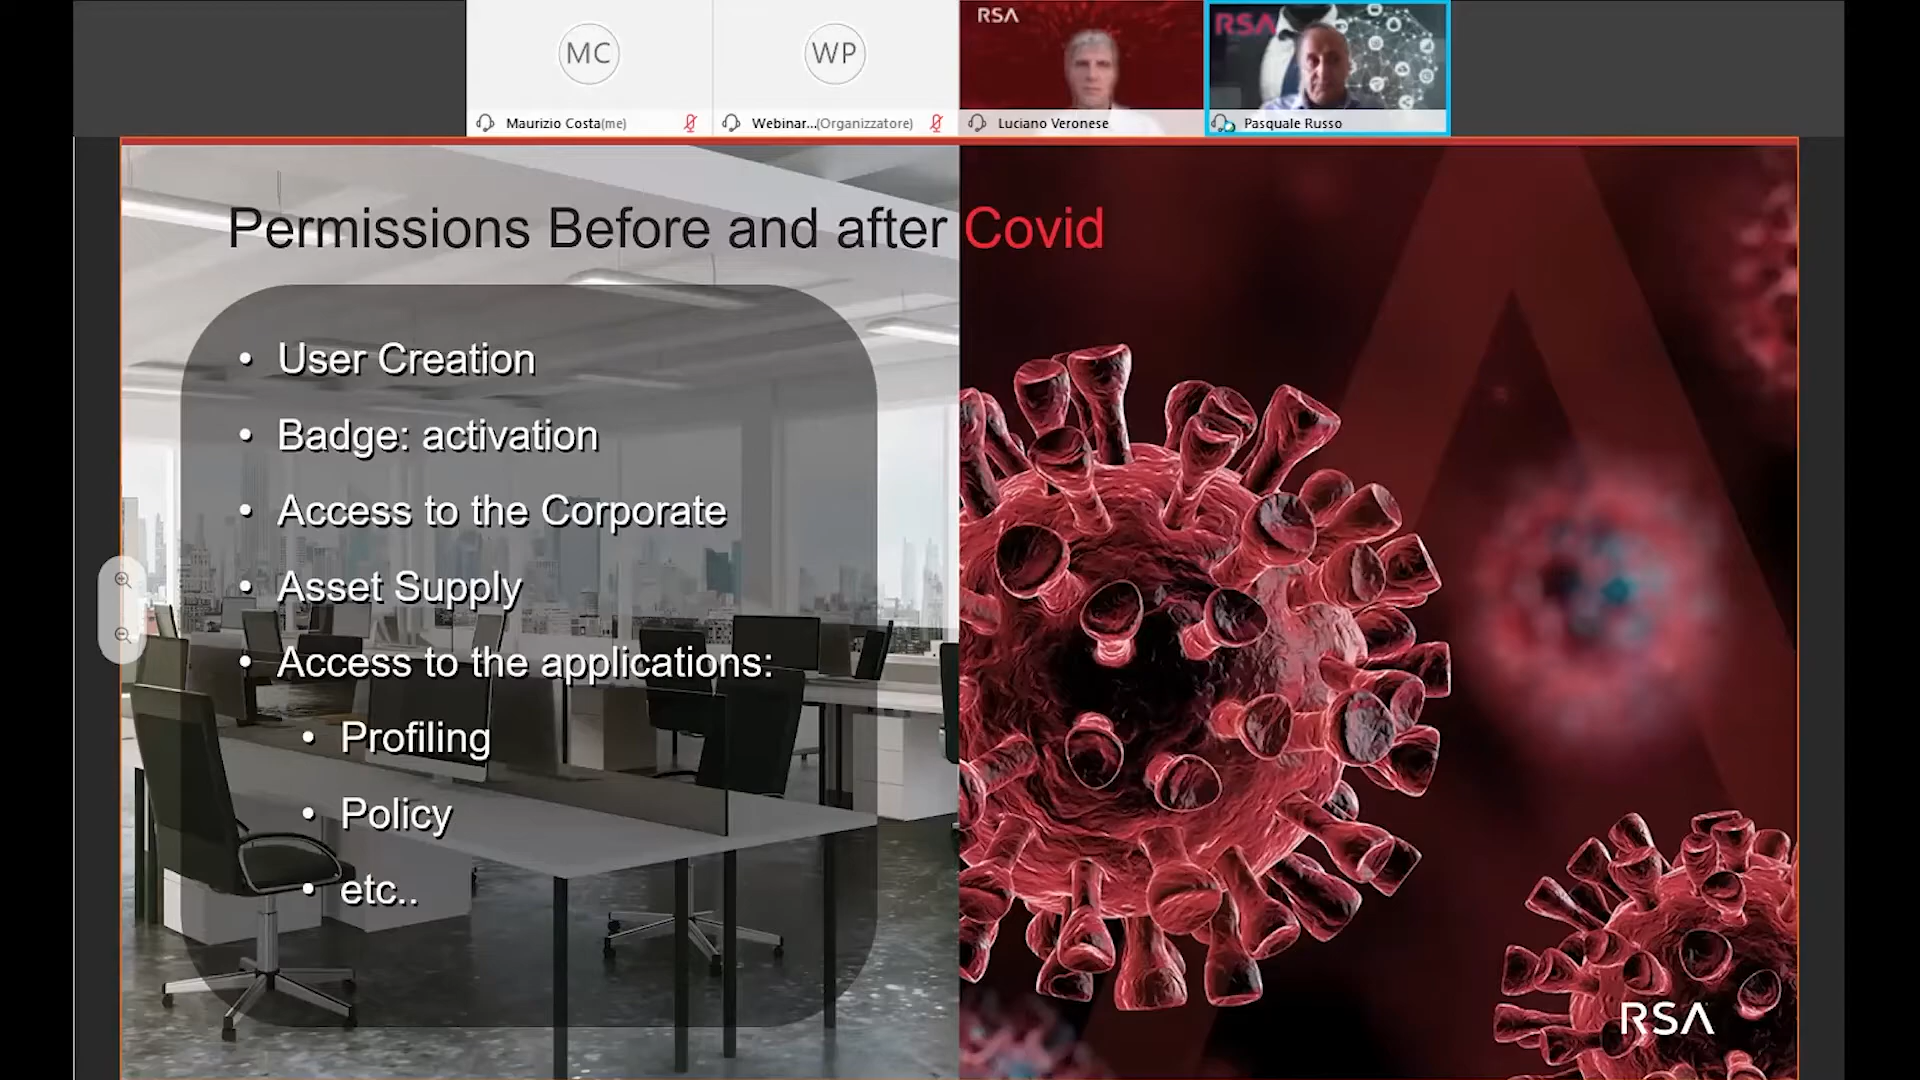 MC
WP
RSA
RSA
Maurizio Costa(me)
Webinar...(Organizzatore)
Luciano Veronese
Pasquale Russo
Permissions Before and after Covid
• User Creation
• Badge: activation
• Access to the Corporate
• Asset Supply
• Access to the applications:
• Profiling
• Policy
• etc..
RSA